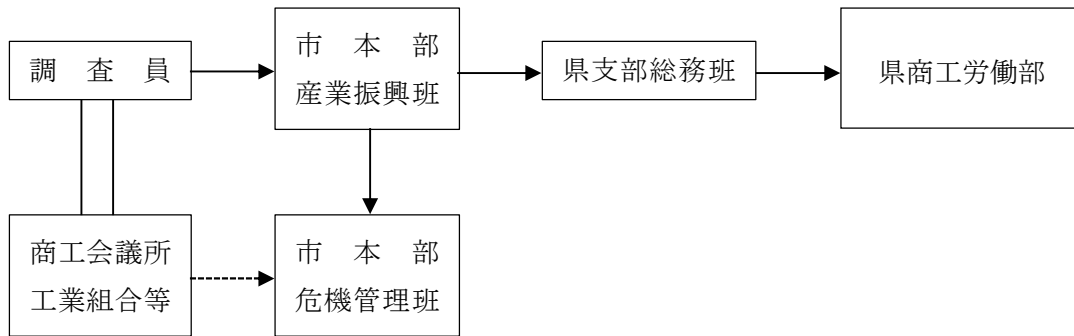 調査員
市本部
産業振興班
県支部総務班
県商工労働部
商工会議所
工業組合等
市本部
危機管理班